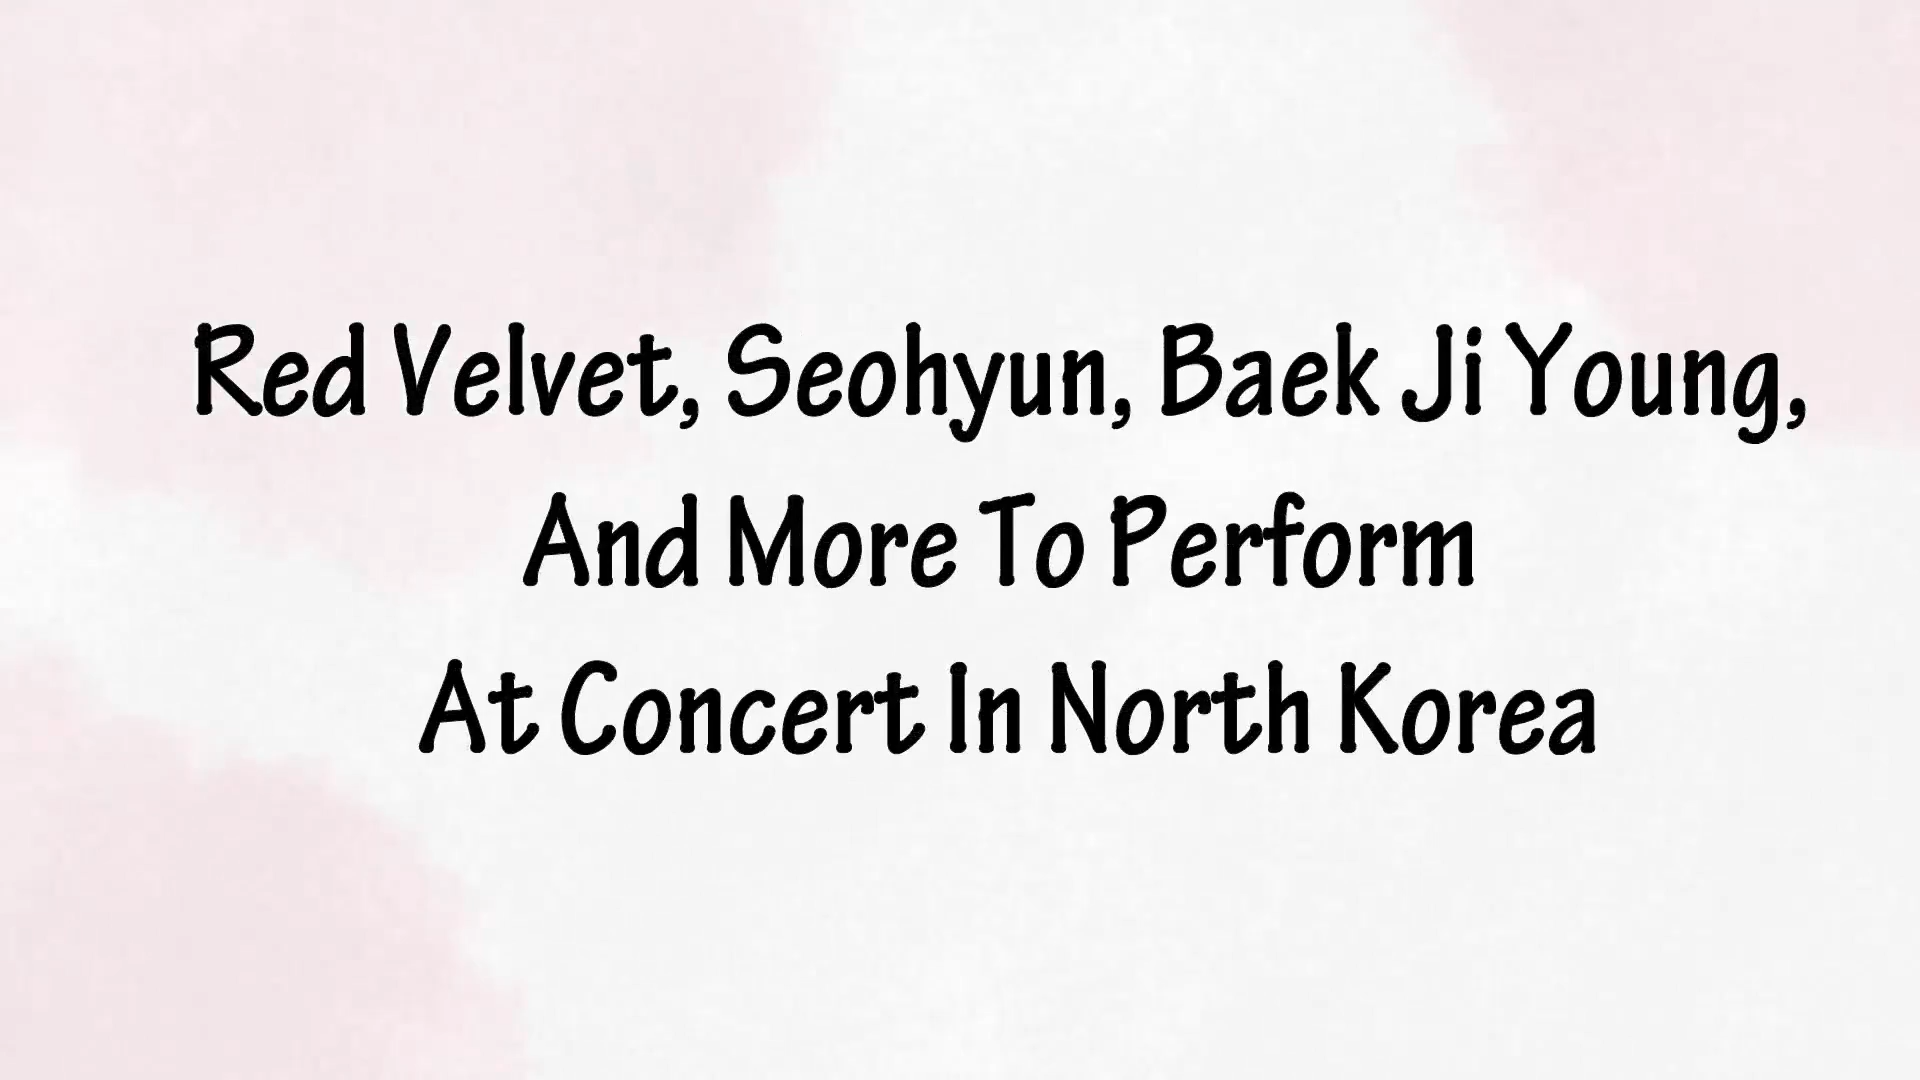 Red Velvet, Seohyun, Baek Ji Young,
And More To Perform
At Concert In North Korea